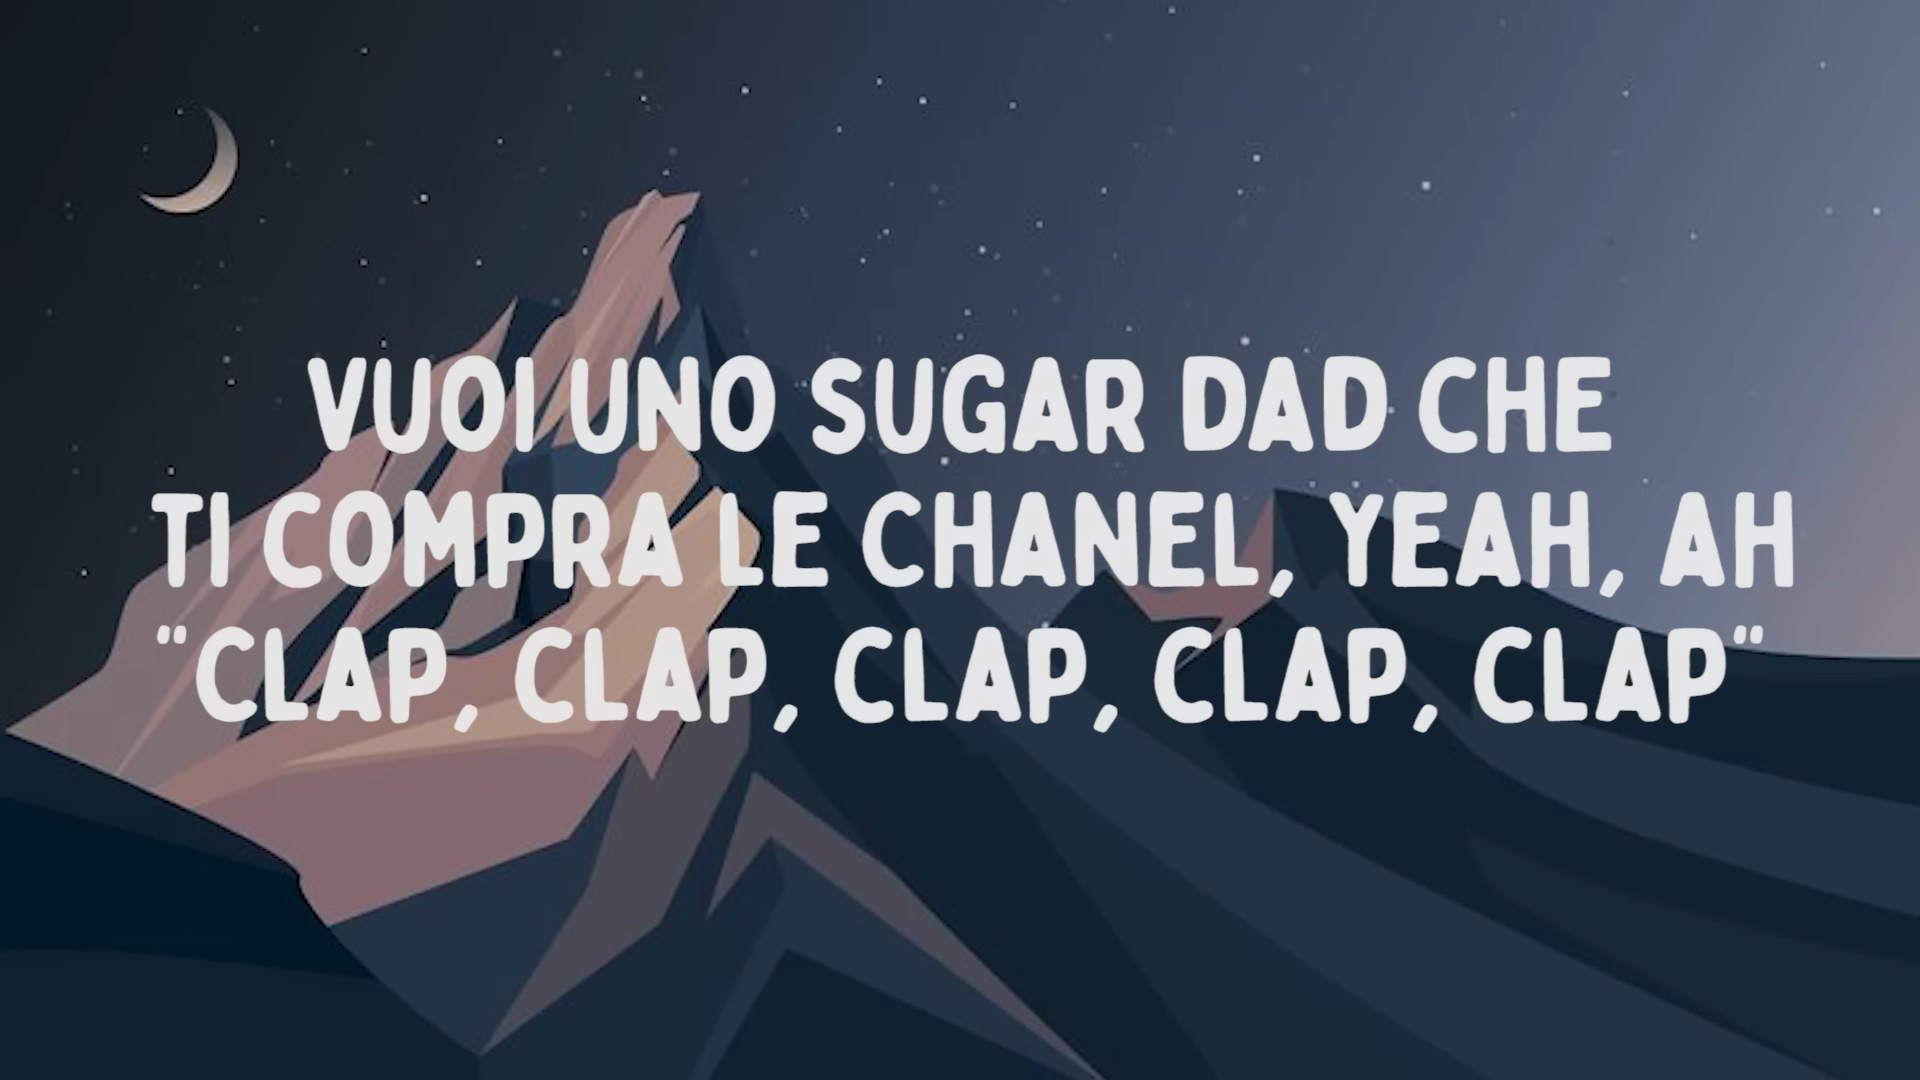 VUOI UNO SUGAR DAD CHE
TI COMPRA LE CHANEL, YEAH, AH
"CLAP, CLAP, CLAP, CLAP, CLAP"